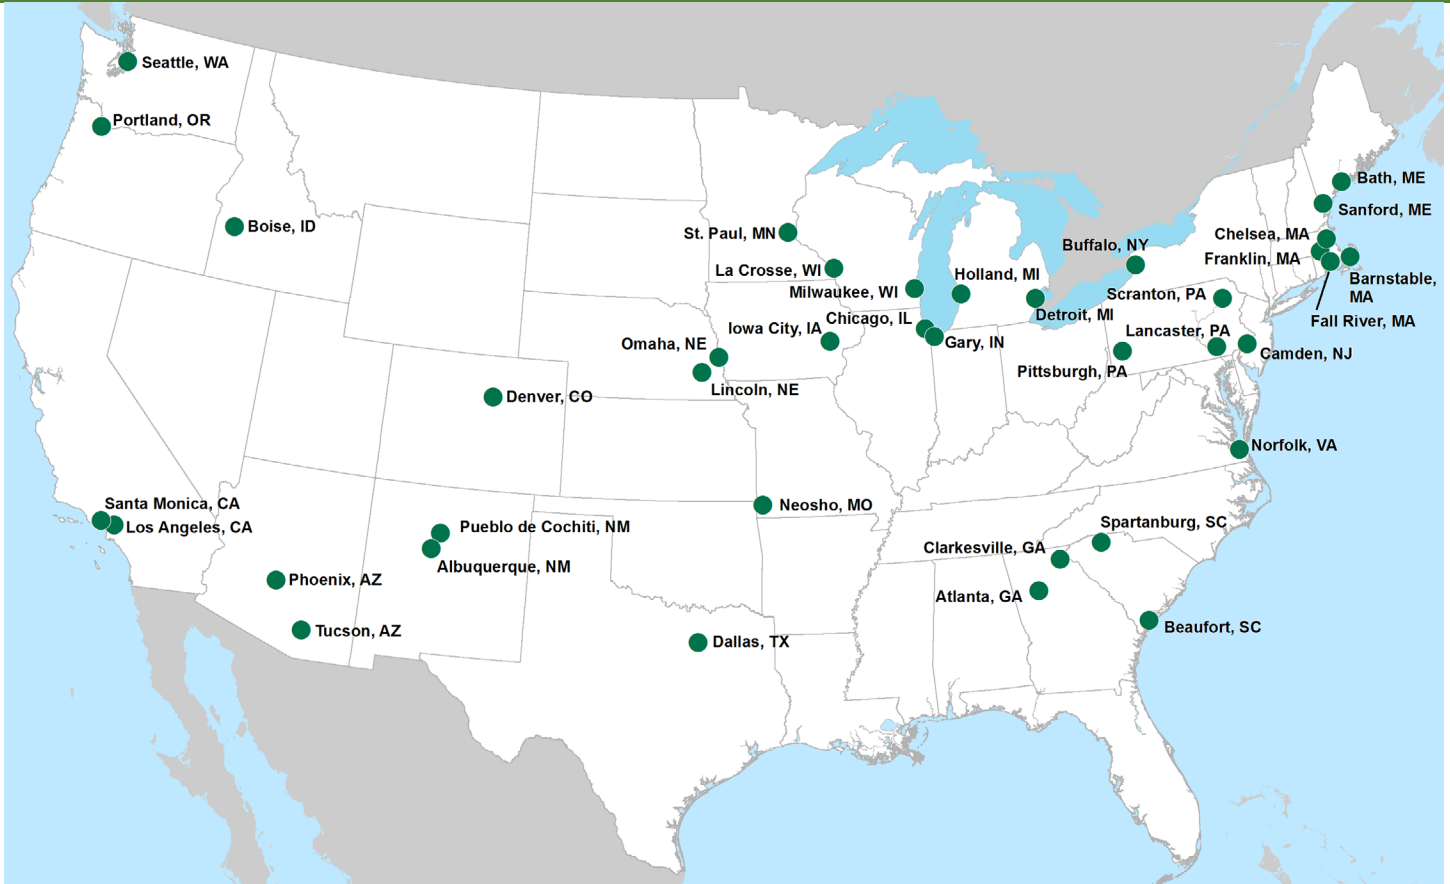 Seattle, WA
Portland, OR
Boise, ID
Bath, ME
Sanford, ME
St. Paul, MN
Chelsea, MA
Buffalo, NY
Franklin, MA
La Crosse, WI
Holland, MI
Barnstable,
MA
Milwaukee, WI
Scranton, PA
Detroit, MI
Chicago, IL
Fall River, MA
Iowa City, IA
Lancaster, PA
Omaha, NE
Gary, IN
Camden, NJ
Pittsburgh, PA
Lincoln, NE
Denver, CO
Norfolk, VA
Santa Monica, CA
Neosho, MO
Los Angeles, CA
Pueblo de Cochiti, NM
Spartanburg, SC
Clarkesville, GA
Albuquerque, NM
Phoenix, AZ
Atlanta, GA
Tucson, AZ
Beaufort, SC
Dallas, TX